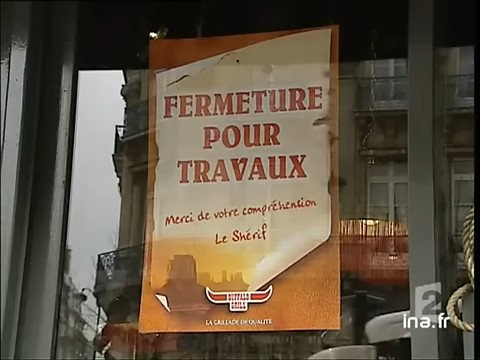 FERMETURE
POUR
TRAVAUX
Merci de votre compréhension
Le Shérif
BUFFALO
GRILL
LA GRILLADE DE QUALITÉ
2
ina.fr